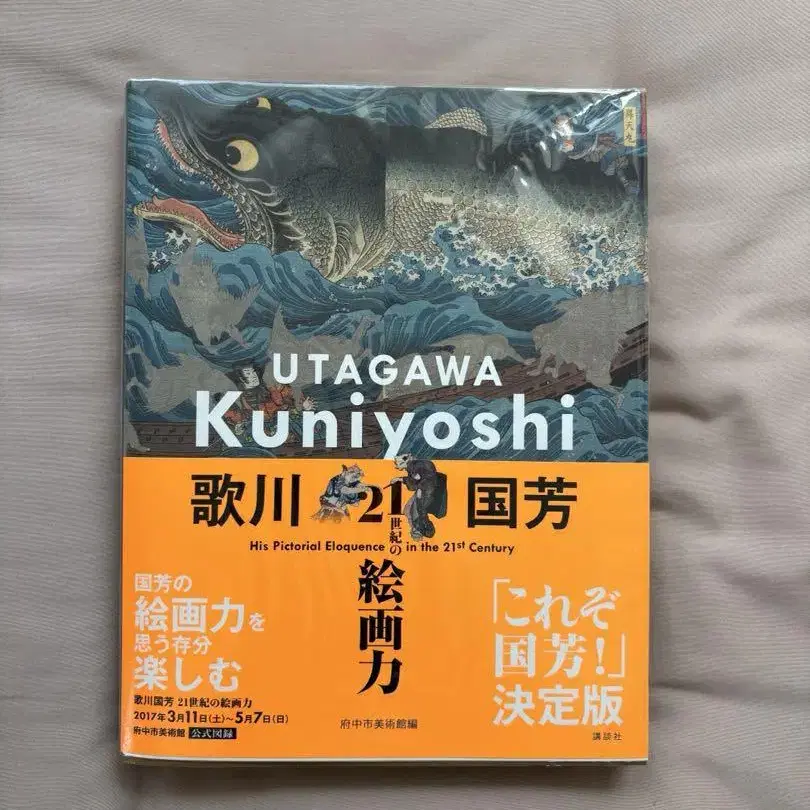 UTAGAWA
Kuniyoshi
歌川
国芳
21
世紀の
絵画力
His Pictorial Eloquence in the 21st Century
国芳の
絵画力を
思う存分
楽しむ
歌川国芳 21世紀の絵画力
2017年3月11日(土)~5月7日(日)
府中市美術館 公式図録
府中市美術館編
「これぞ
国芳!」
決定版
講談社